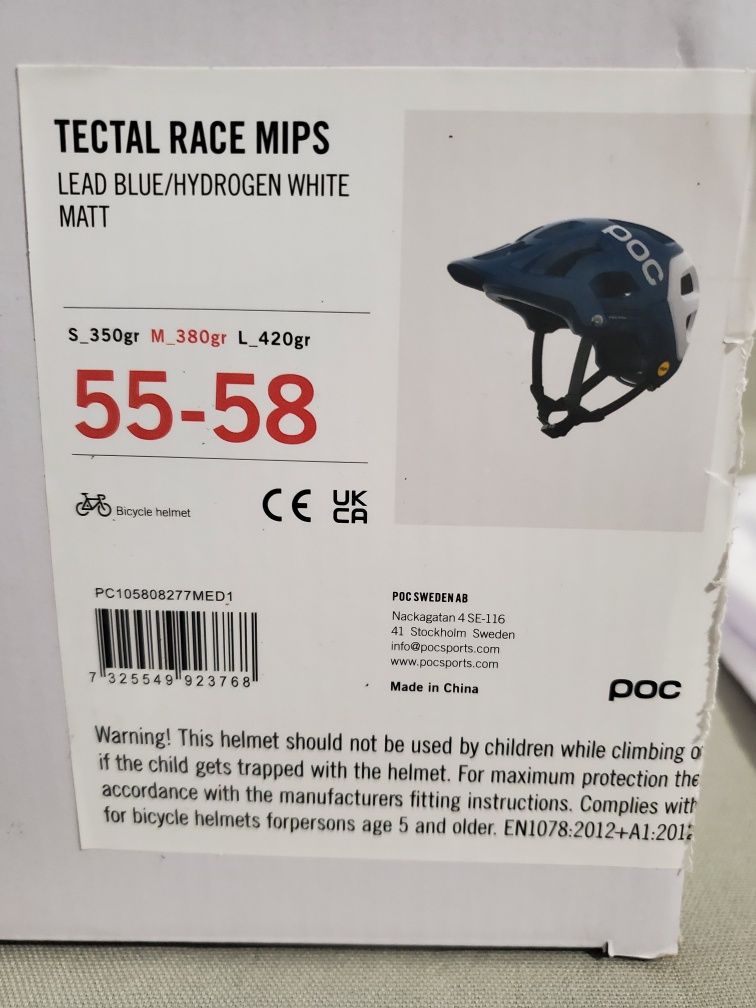 TECTAL RACE MIPS
LEAD BLUE/HYDROGEN WHITE
MATT
poc
S_350gr M_380gr L_420gr
55-58
Bicycle helmet
CE
UK
CA
PC105808277MED1
7 325549 923768
POC SWEDEN AB
Nackagatan 4 SE-116
41 Stockholm Sweden
info@pocsports.com
www.pocsports.com
Made in China
poc
Warning! This helmet should not be used by children while climbing
if the child gets trapped with the helmet. For maximum protection the
accordance with the manufacturers fitting instructions. Complies with
for bicycle helmets forpersons age 5 and older. EN1078:2012+A1:2012